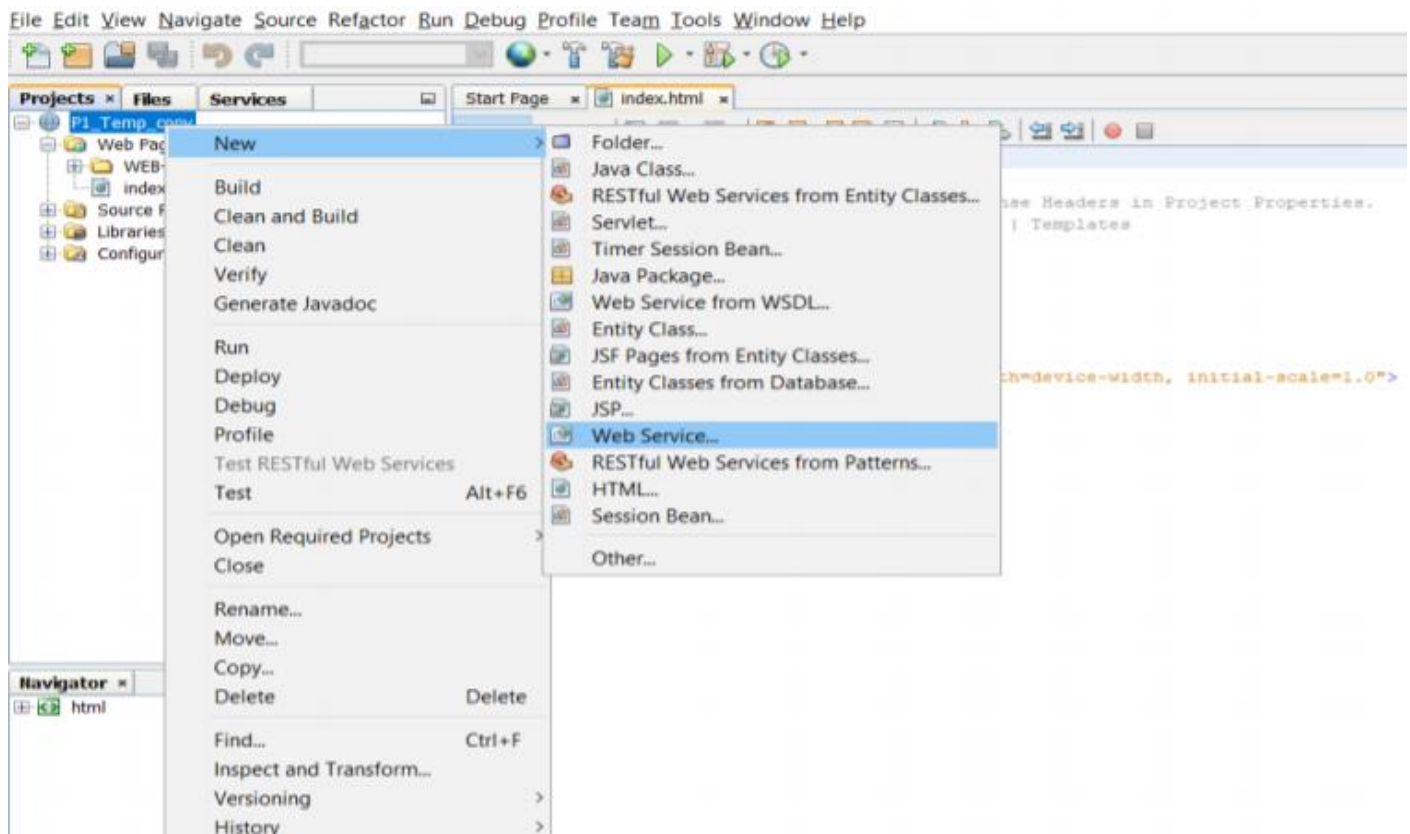 File Edit View Navigate Source Refactor Run Debug Profile Team Tools Window Help
Projects Files Services
Start Page index.html
P1_Temp_copy
Web Pag
WEB-
index
Source F
Libraries
Configur
New
Build
Clean and Build
Clean
Verify
Generate Javadoc
Run
Deploy
Debug
Profile
Test RESTful Web Services
Test Alt+F6
Open Required Projects
Close
Rename...
Move...
Copy...
Delete Delete
Find... Ctrl+F
Inspect and Transform...
Versioning
History
Folder...
Java Class...
RESTful Web Services from Entity Classes...
Servlet...
Timer Session Bean...
Java Package...
Web Service from WSDL...
Entity Class...
JSF Pages from Entity Classes...
Entity Classes from Database...
JSP...
Web Service...
RESTful Web Services from Patterns...
HTML...
Session Bean...
Other...
nse Headers in Project Properties.
| Templates
th=device-width, initial-scale=1.0">
Navigator
html